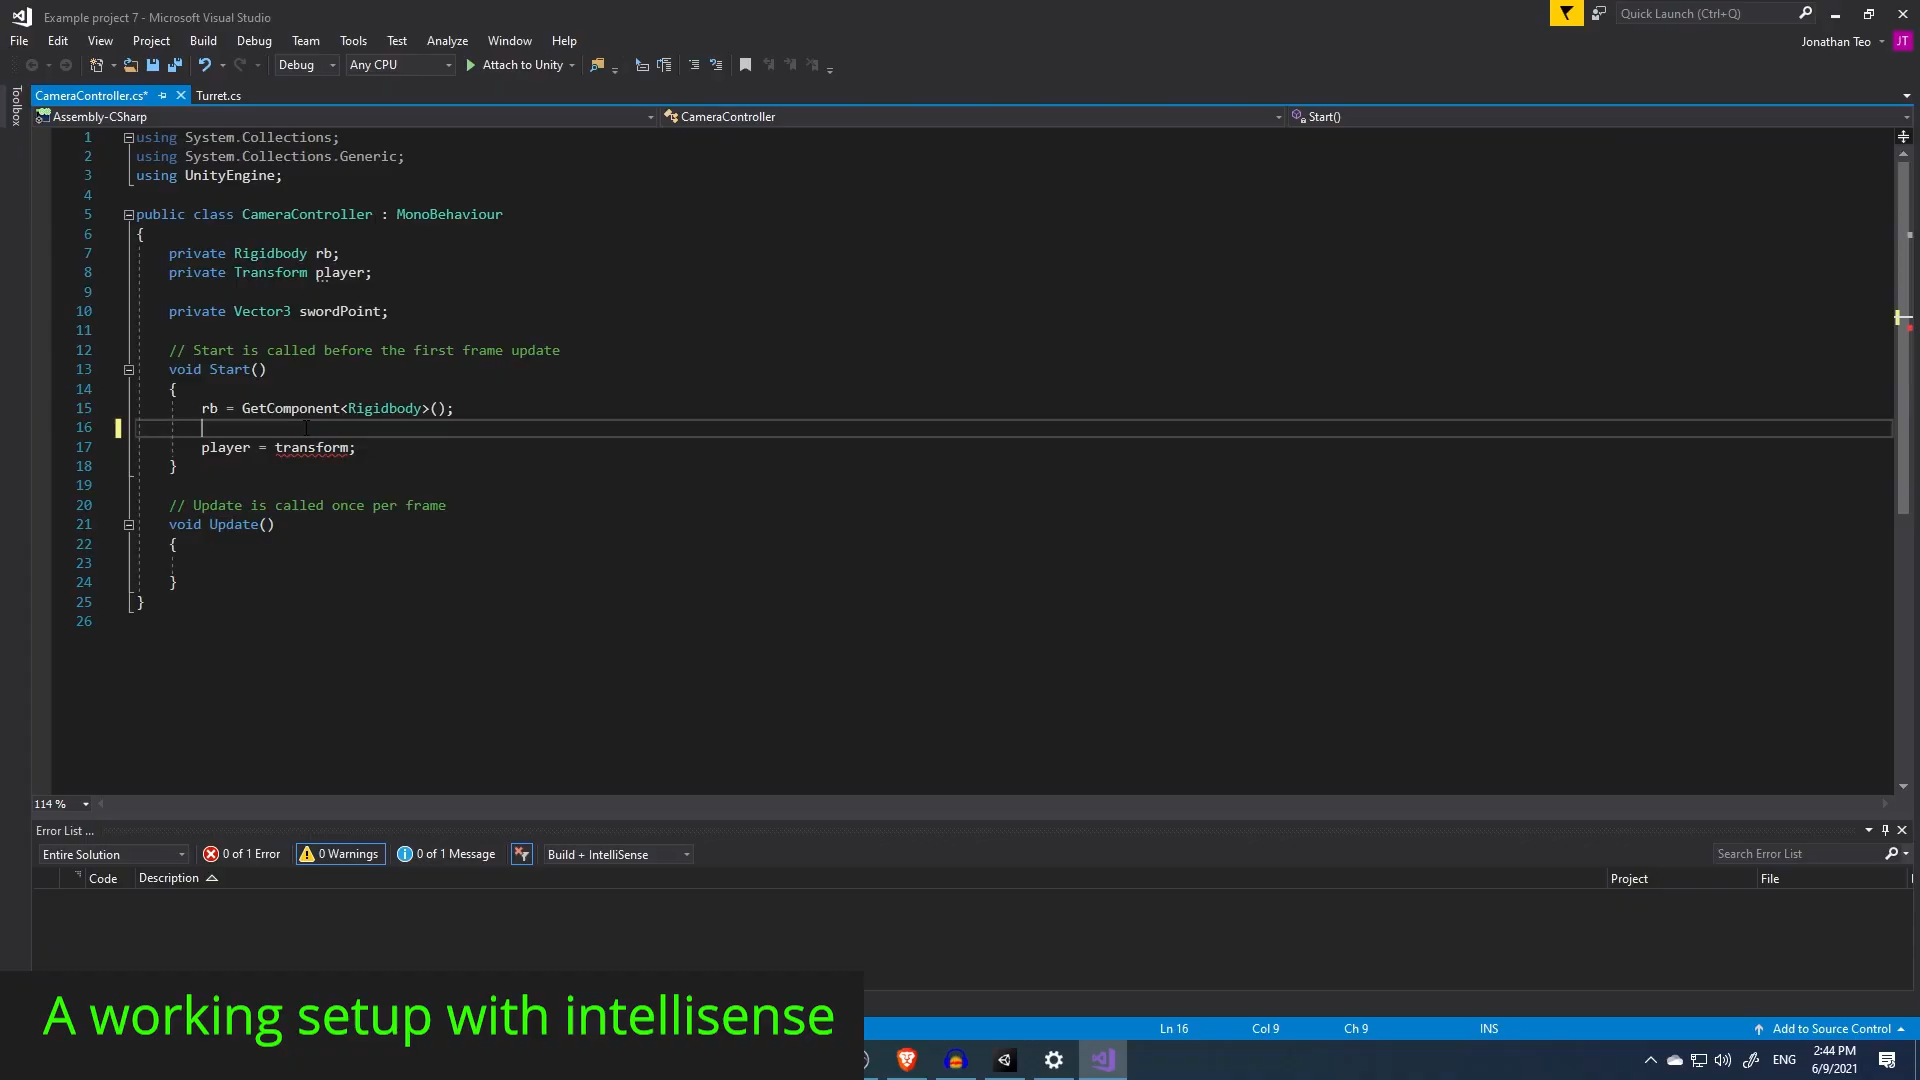 Example project 7 - Microsoft Visual Studio
Quick Launch (Ctrl+Q)
File Edit View Project Build Debug Team Tools Test Analyze Window Help
Jonathan Teo JT
Debug Any CPU Attach to Unity
Toolbox
CameraController.cs* Turret.cs
Assembly-CSharp CameraController Start()
1 using System.Collections;
2 using System.Collections.Generic;
3 using UnityEngine;
4
5 public class CameraController : MonoBehaviour
6 {
7 private Rigidbody rb;
8 private Transform player;
9
10 private Vector3 swordPoint;
11
12 // Start is called before the first frame update
13 void Start()
14 {
15 rb = GetComponent<Rigidbody>();
16
17 player = transform;
18 }
19
20 // Update is called once per frame
21 void Update()
22 {
23
24 }
25 }
26
114 %
Error List ...
Entire Solution 0 of 1 Error 0 Warnings 0 of 1 Message Build + IntelliSense Search Error List
Code Description Project File
A working setup with intellisense
Ln 16 Col 9 Ch 9 INS Add to Source Control
ENG 2:44 PM
6/9/2021